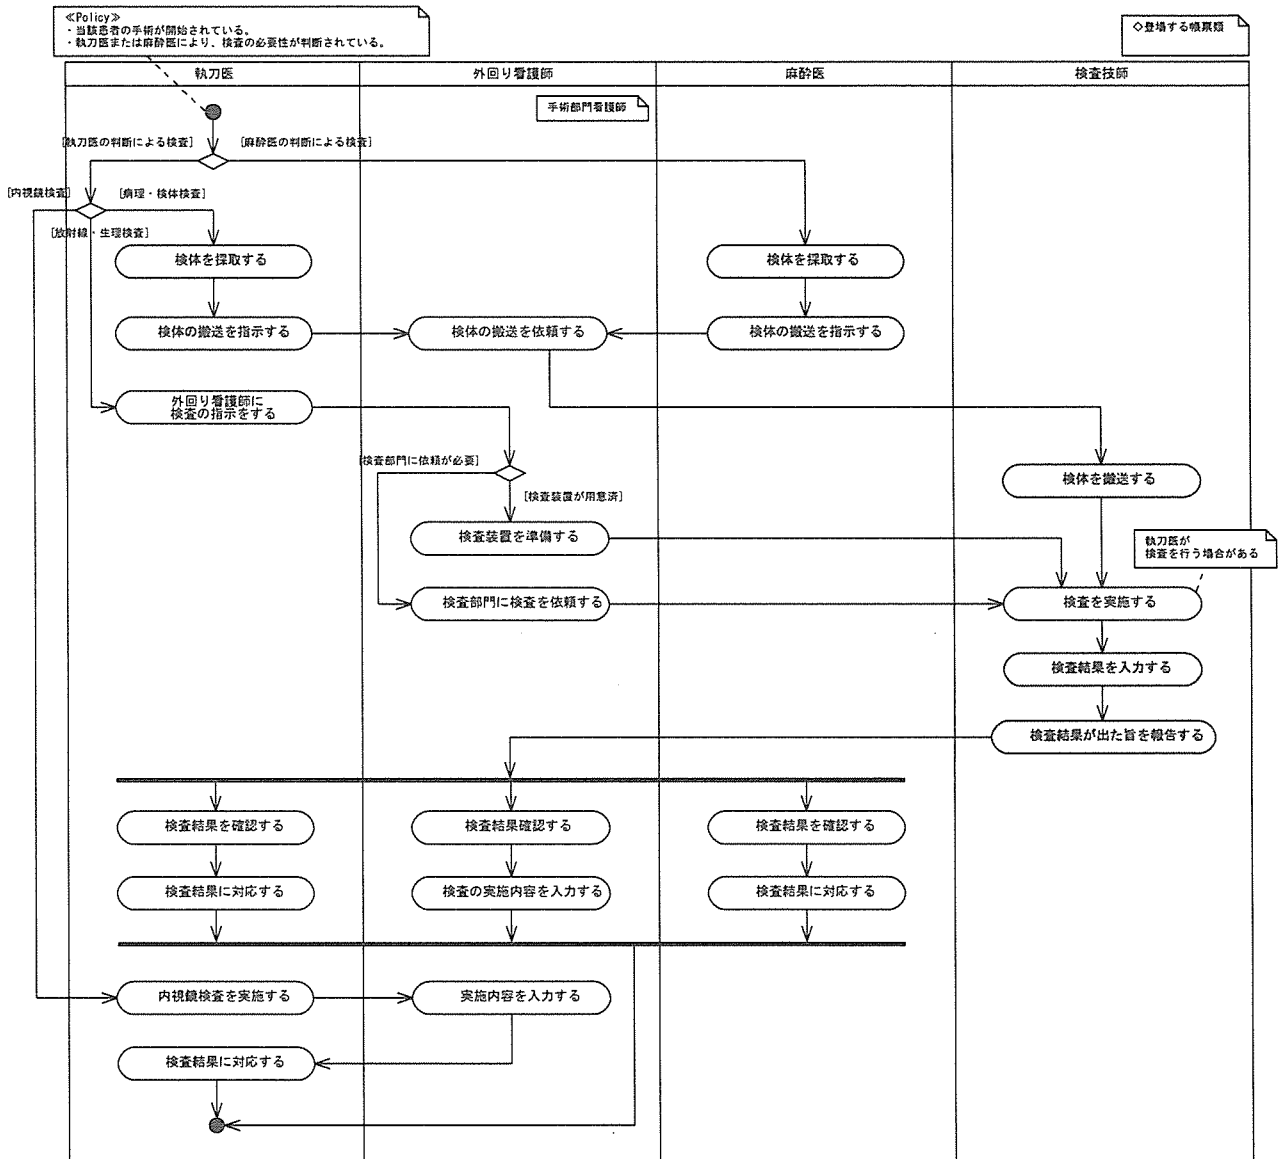 ≪Policy≫
・当該患者の手術が開始されている。
・執刀医または麻酔医により、検査の必要性が判断されている。
◇登場する帳票類
執刀医
外回り看護師
麻酔医
検査技師
手術部門看護師
[執刀医の判断による検査]
[麻酔医の判断による検査]
[内視鏡検査]
[病理・検体検査]
[放射線・生理検査]
検体を採取する
検体を採取する
検体の搬送を指示する
検体の搬送を依頼する
検体の搬送を指示する
外回り看護師に
検査の指示をする
[検査部門に依頼が必要]
検体を搬送する
[検査装置が用意済]
検査装置を準備する
執刀医が
検査を行う場合がある
検査部門に検査を依頼する
検査を実施する
検査結果を入力する
検査結果が出た旨を報告する
検査結果を確認する
検査結果確認する
検査結果を確認する
検査結果に対応する
検査の実施内容を入力する
検査結果に対応する
内視鏡検査を実施する
実施内容を入力する
検査結果に対応する